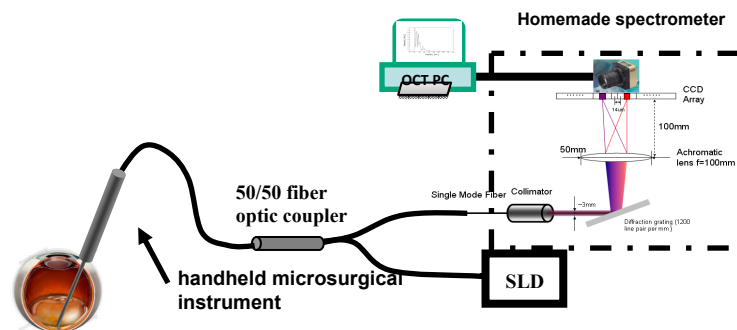 Homemade spectrometer
OCT PC
CCD
Array
14um
100mm
50mm
Achromatic
lens f=100mm
50/50 fiber
optic coupler
Single Mode Fiber
Collimator
~3mm
Diffraction grating (1200
line pair per mm.)
handheld microsurgical
instrument
SLD